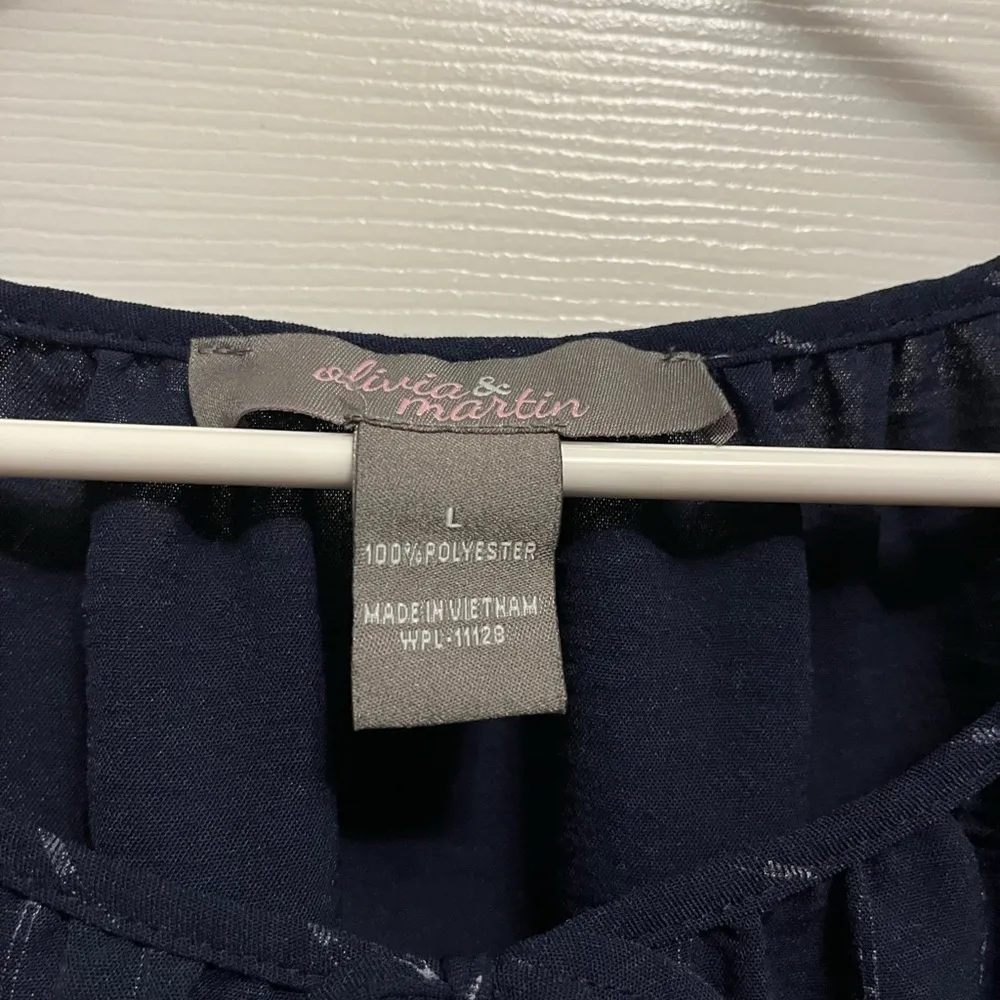 olivia &
martin
L
100% POLYESTER
MADE IN VIETNAM
WPL-11128